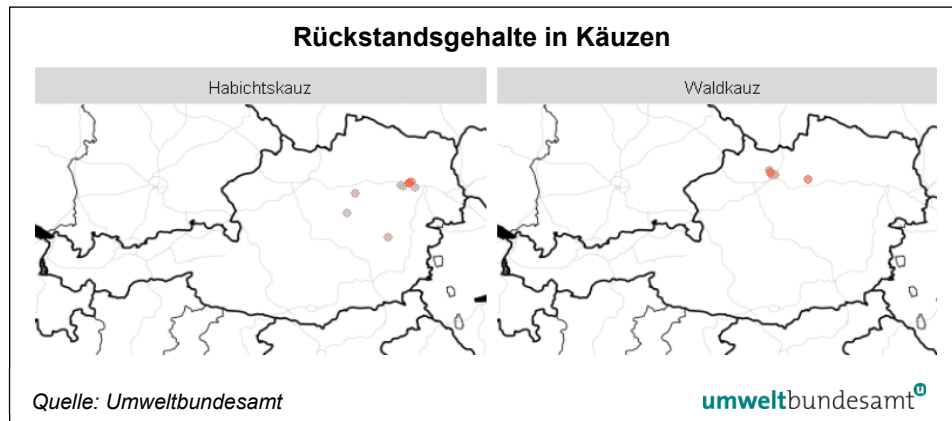 Rückstandsgehalte in Käuzen
Habichtskauz
Waldkauz
Quelle: Umweltbundesamt
umweltbundesamt
u